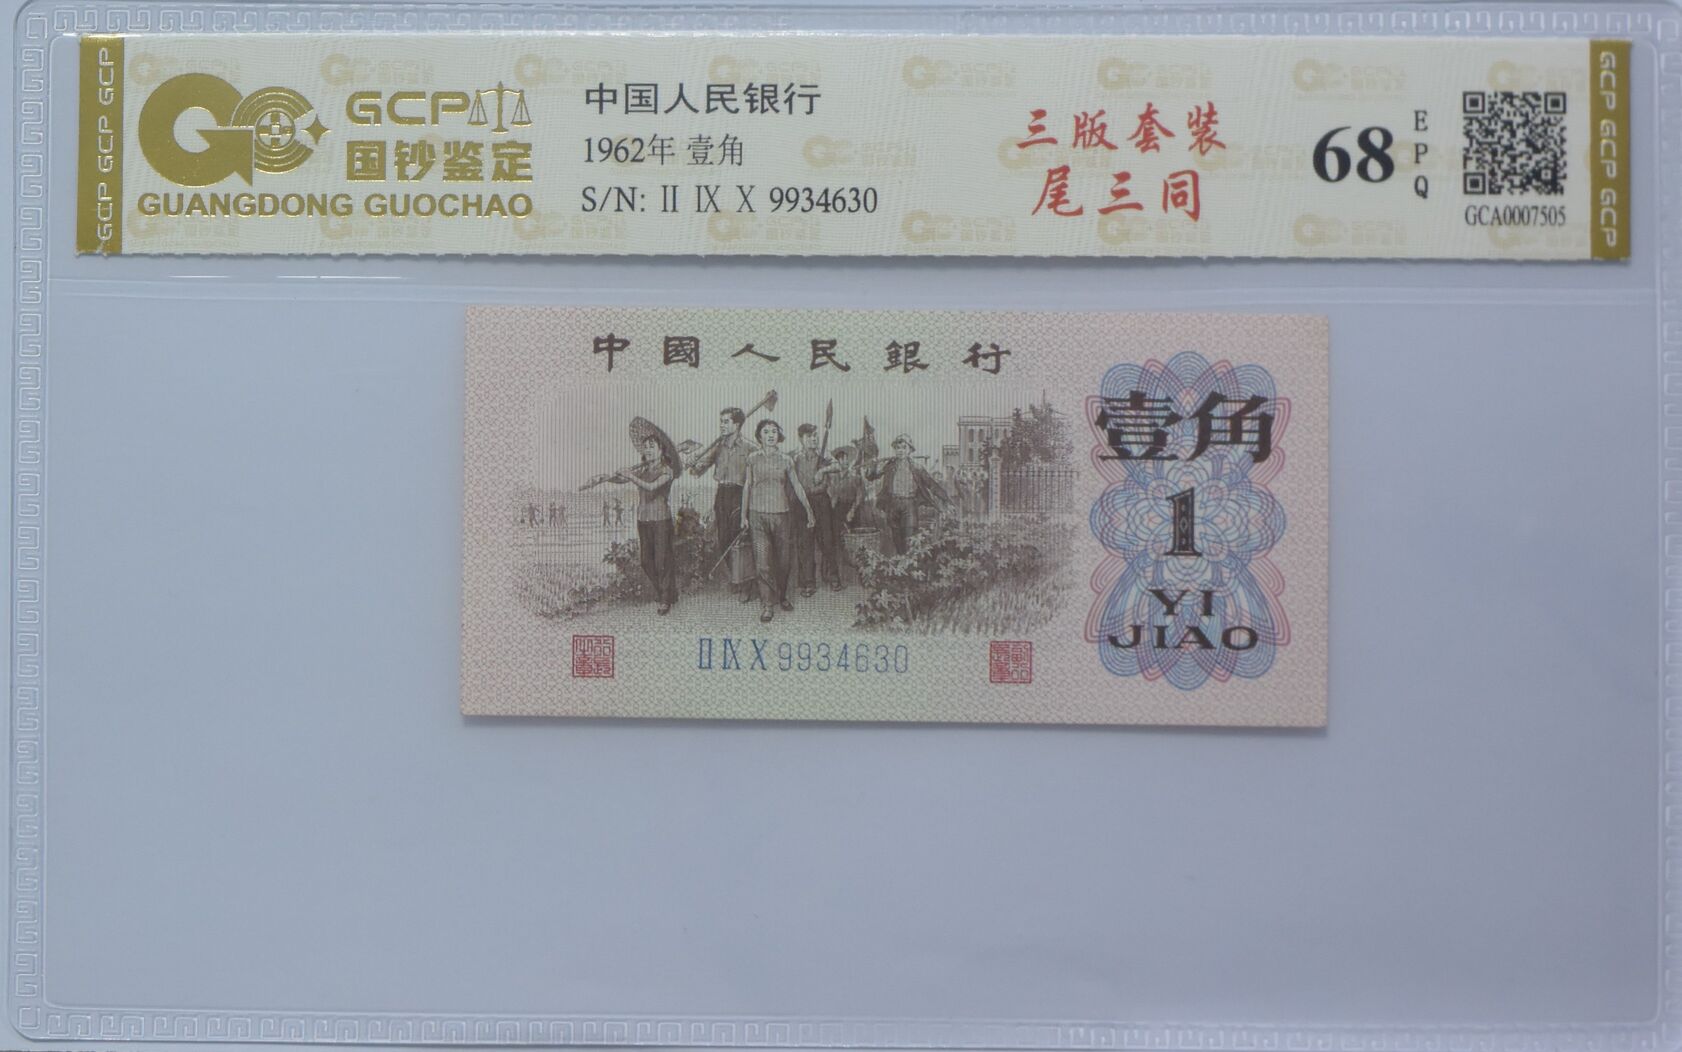 GCP GCP GCP
GCP
国钞鉴定
GUANGDONG GUOCHAO
中国人民银行
1962年 壹角
S/N: II IX X 9934630
三版套装
尾三同
68
EPQ
GCA0007505
GCP GCP GCP GCP
中國人民銀行
壹角
1
YI
JIAO
II IX X 9934630